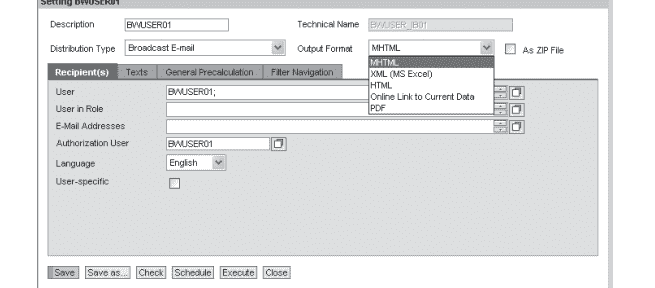 Setting BWUSER01
Description BWUSER01 Technical Name BWUSER_IB01
Distribution Type Broadcast E-mail Output Format MHTML As ZIP File
MHTML
XML (MS Excel)
HTML
Online Link to Current Data
PDF
Recipient(s) Texts General Precalculation Filter Navigation
User BWUSER01;
User in Role
E-Mail Addresses
Authorization User BWUSER01
Language English
User-specific
Save Save as... Check Schedule Execute Close